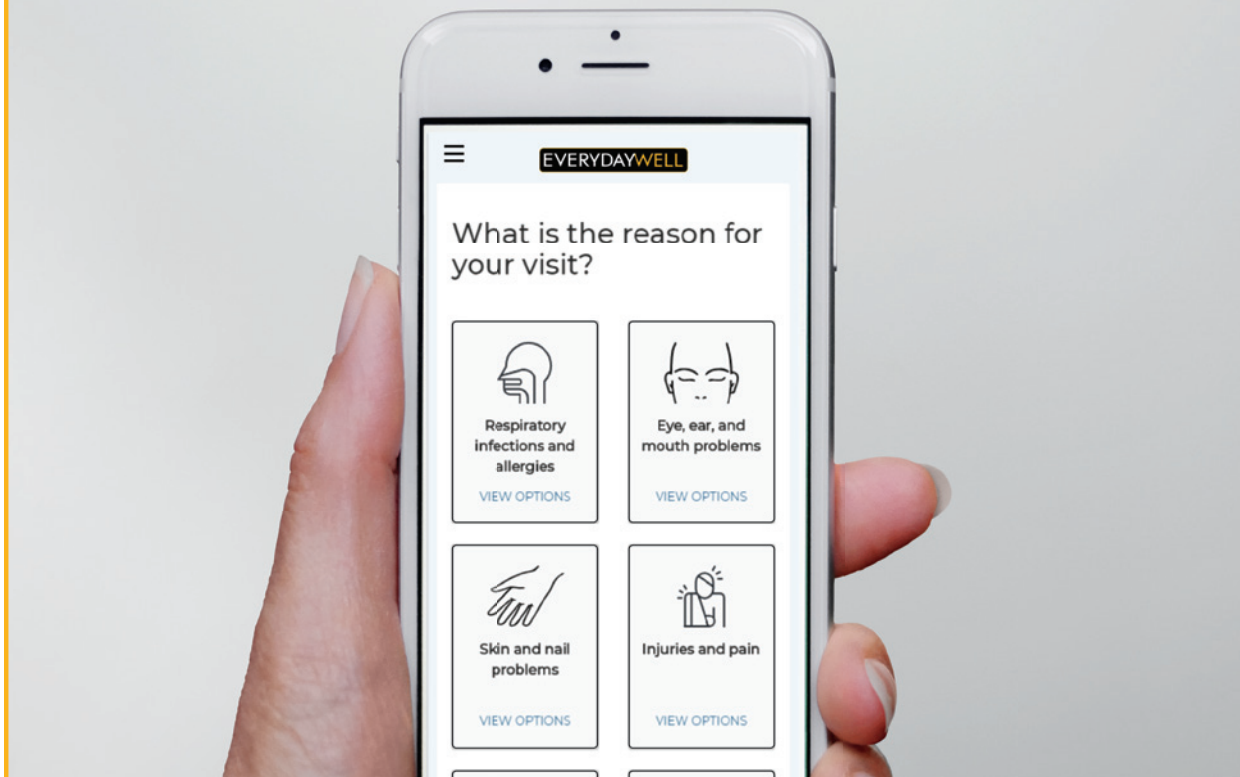 EVERYDAYWELL
What is the reason for
your visit?
Respiratory
infections and
allergies
VIEW OPTIONS
Eye, ear, and
mouth problems
VIEW OPTIONS
Skin and nail
problems
VIEW OPTIONS
Injuries and pain
VIEW OPTIONS